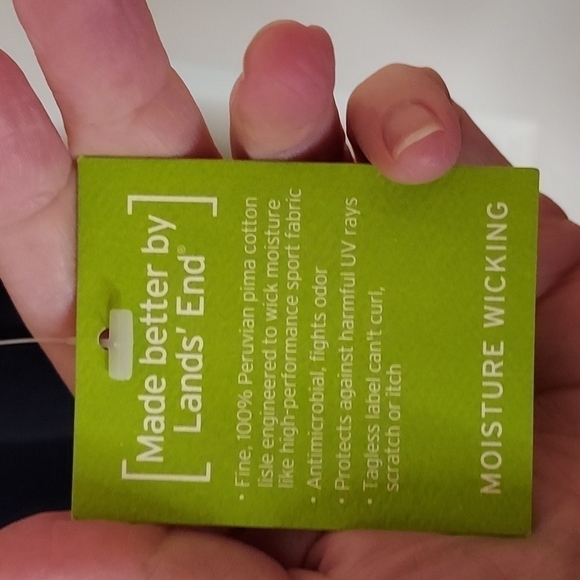 [Made better by
Lands' End®]
• Fine, 100% Peruvian pima cotton
lisle engineered to wick moisture
like high-performance sport fabric
• Antimicrobial, fights odor
• Protects against harmful UV rays
• Tagless label can't curl,
scratch or itch
MOISTURE WICKING